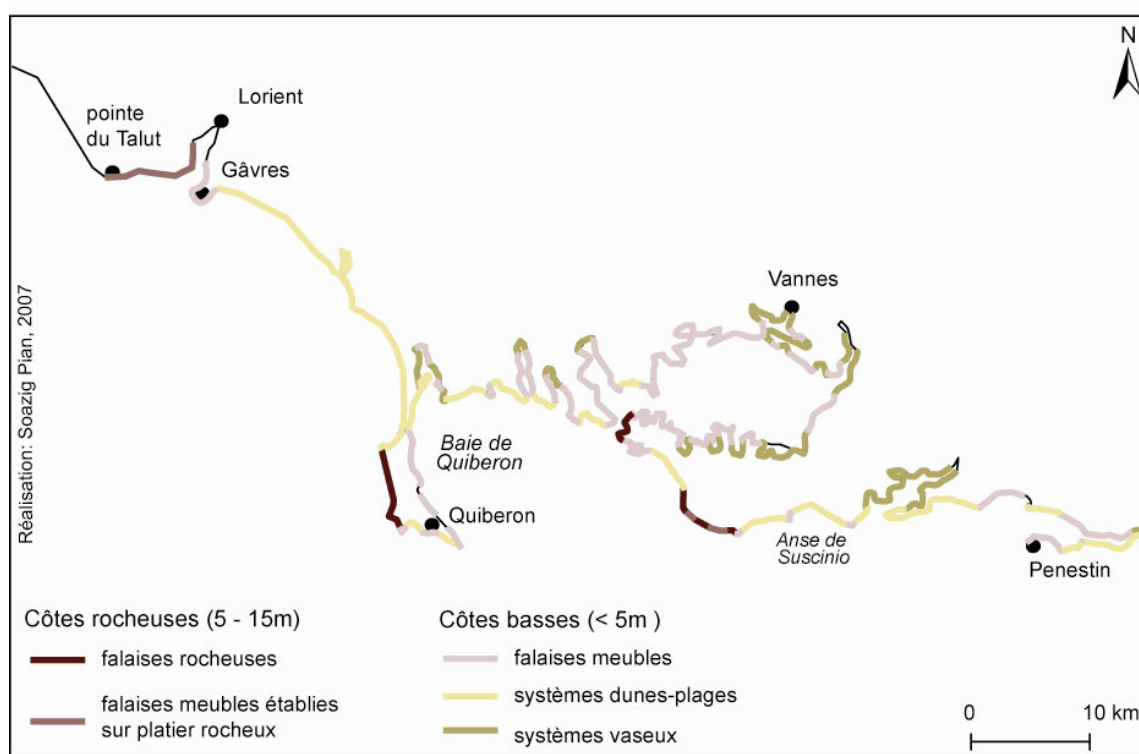 N
Lorient
pointe
du Talut
Gâvres
Vannes
Réalisation: Soazig Pian, 2007
Baie de
Quiberon
Quiberon
Anse de
Suscinio
Penestin
Côtes rocheuses (5 - 15m)
falaises rocheuses
falaises meubles établies
sur platier rocheux
Côtes basses (< 5m )
falaises meubles
systèmes dunes-plages
systèmes vaseux
0 10 km